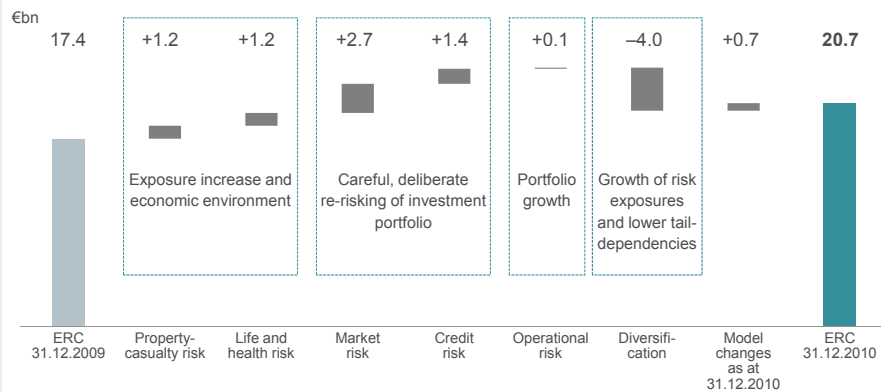 €bn
17.4
+1.2
+1.2
+2.7
+1.4
+0.1
–4.0
+0.7
20.7
Exposure increase and
economic environment
Careful, deliberate
re-risking of investment
portfolio
Portfolio
growth
Growth of risk
exposures
and lower tail-
dependencies
ERC
31.12.2009
Property-
casualty risk
Life and
health risk
Market
risk
Credit
risk
Operational
risk
Diversifi-
cation
Model
changes
as at
31.12.2010
ERC
31.12.2010